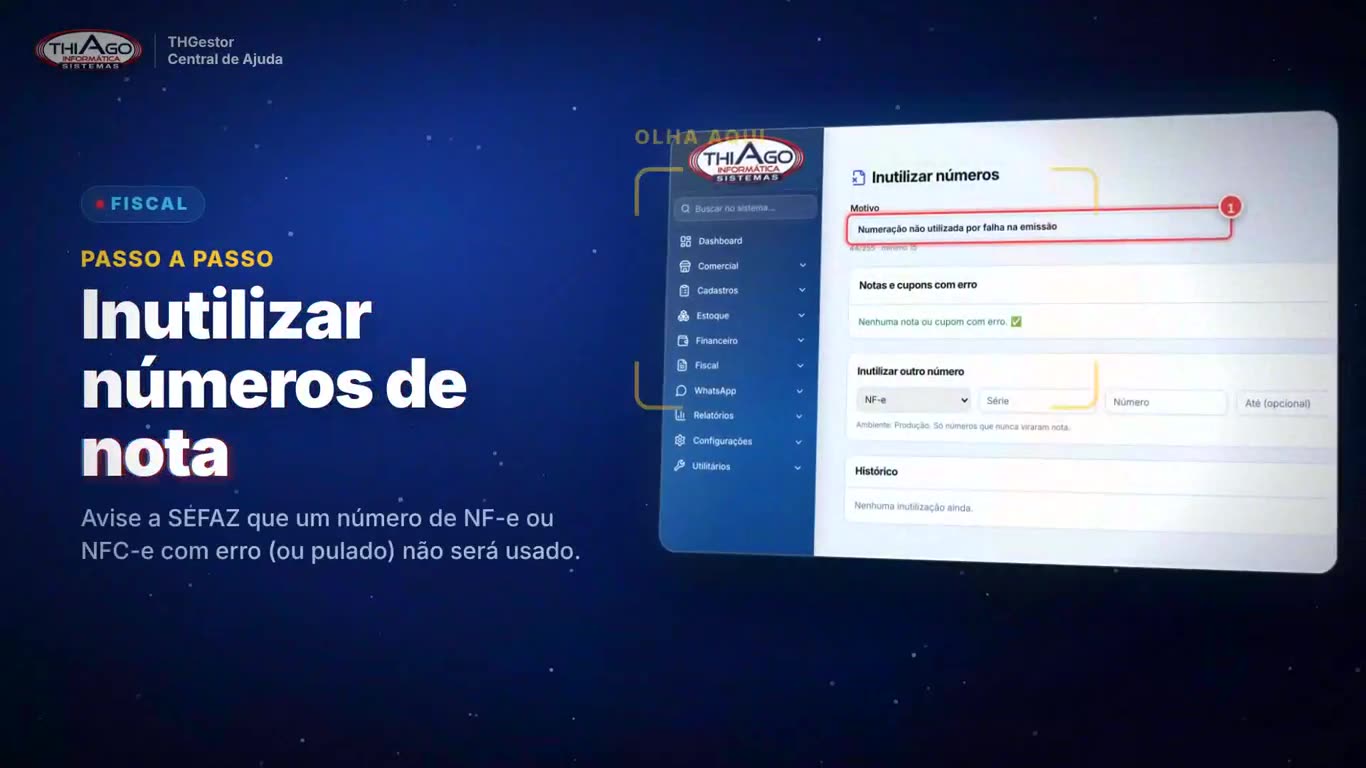 THIAGO
INFORMÁTICA
SISTEMAS
THGestor
Central de Ajuda
FISCAL
PASSO A PASSO
Inutilizar
números de
nota
Avise a SEFAZ que um número de NF-e ou
NFC-e com erro (ou pulado) não será usado.
OLHA AQUI
THIAGO
INFORMÁTICA
SISTEMAS
Buscar no sistema...
Dashboard
Comercial
Cadastros
Estoque
Financeiro
Fiscal
WhatsApp
Relatórios
Configurações
Utilitários
Inutilizar números
Motivo
1
Numeração não utilizada por falha na emissão
Notas e cupons com erro
Nenhuma nota ou cupom com erro. ✅
Inutilizar outro número
NF-e
Série
Número
Até (opcional)
Ambiente: Produção. Só números que nunca viraram nota.
Histórico
Nenhuma inutilização ainda.